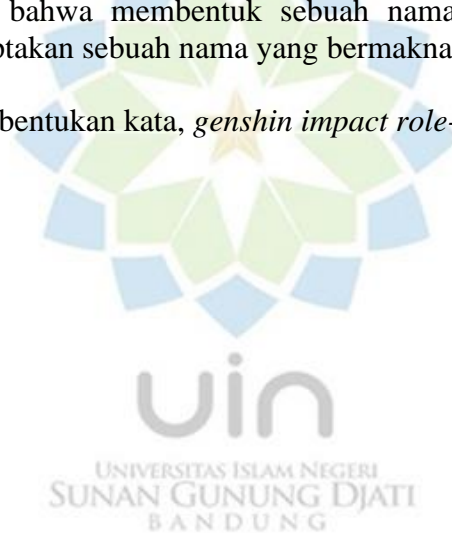 bahwa membentuk sebuah nama
ptakan sebuah nama yang bermakna
bentukan kata, genshin impact role-
uin
UNIVERSITAS ISLAM NEGERI
SUNAN GUNUNG DJATI
BANDUNG